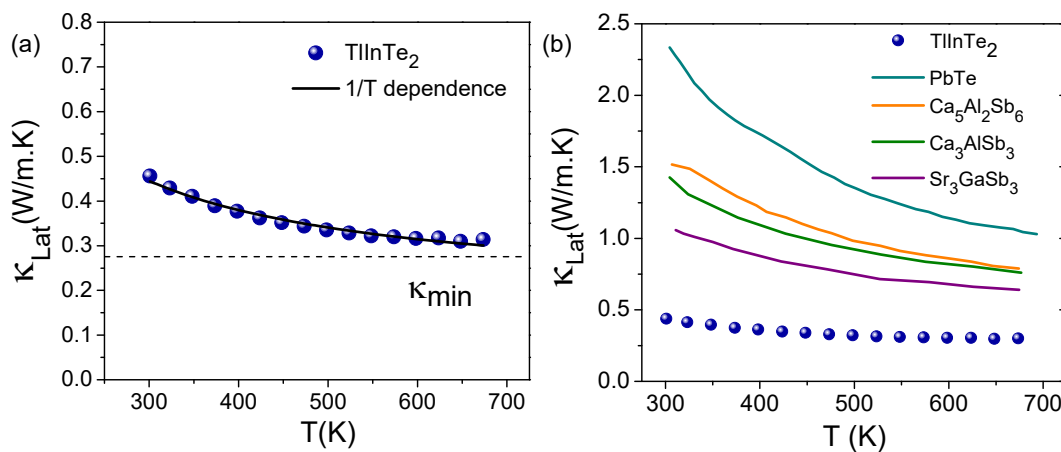 (a)
0.8
0.7
0.6
0.5
0.4
0.3
0.2
0.1
0.0
κLat(W/m.K)
TlInTe2
1/T dependence
κmin
300 400 500 600 700
T(K)
(b)
2.5
2.0
1.5
1.0
0.5
0.0
κLat(W/m.K)
TlInTe2
PbTe
Ca5Al2Sb6
Ca3AlSb3
Sr3GaSb3
300 400 500 600 700
T (K)